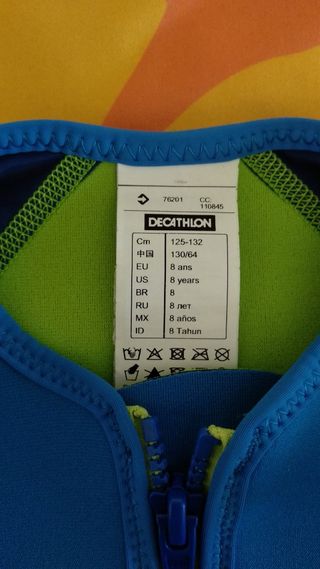 76201 CC
110845
DECATHLON
Cm 125-132
中国 130/64
EU 8 ans
US 8 years
BR 8
RU 8 лет
MX 8 años
ID 8 Tahun